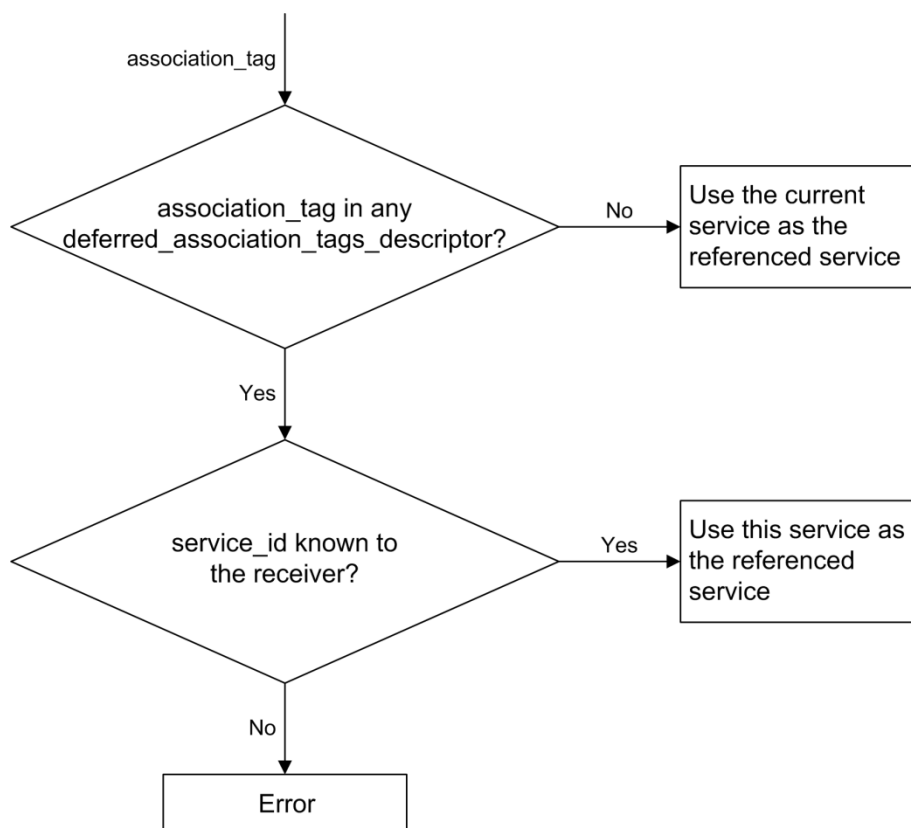 association_tag
association_tag in any
deferred_association_tags_descriptor?
No
Use the current
service as the
referenced service
Yes
service_id known to
the receiver?
Yes
Use this service as
the referenced
service
No
Error